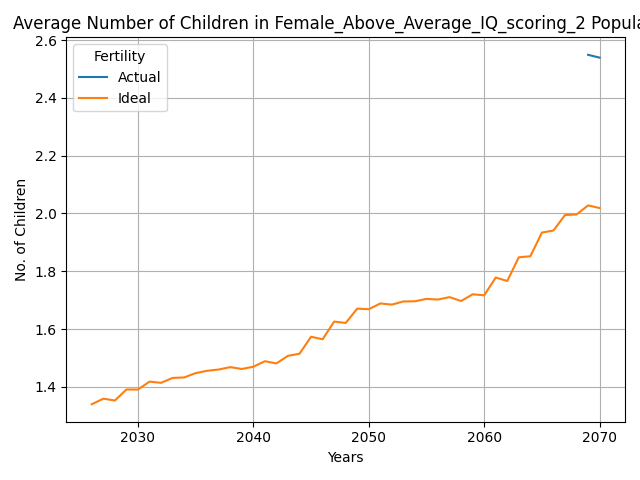 Average Number of Children in Female_Above_Average_IQ_scoring_2 Popula
2.6
2.4
2.2
2.0
1.8
1.6
1.4
No. of Children
Fertility
Actual
Ideal
2030
2040
2050
2060
2070
Years